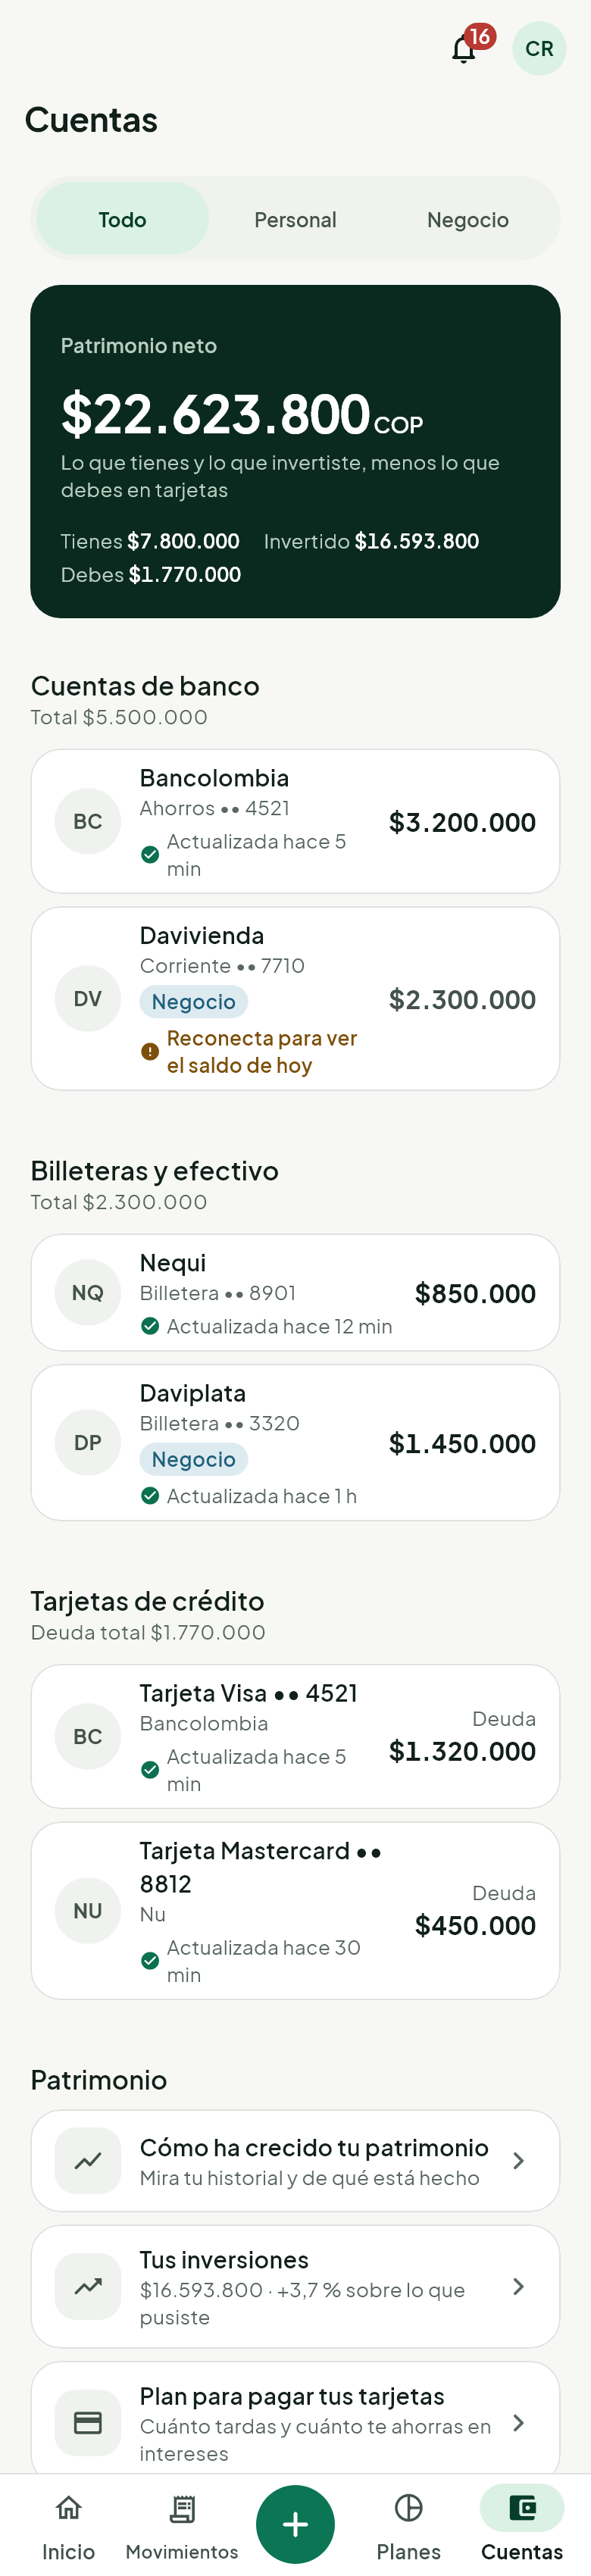 16
CR
Cuentas
Todo
Personal
Negocio
Patrimonio neto
$22.623.800 COP
Lo que tienes y lo que invertiste, menos lo que
debes en tarjetas
Tienes $7.800.000 Invertido $16.593.800
Debes $1.770.000
Cuentas de banco
Total $5.500.000
BC
Bancolombia
Ahorros •• 4521
Actualizada hace 5
min
$3.200.000
DV
Davivienda
Corriente •• 7710
Negocio
Reconecta para ver
el saldo de hoy
$2.300.000
Billeteras y efectivo
Total $2.300.000
NQ
Nequi
Billetera •• 8901
Actualizada hace 12 min
$850.000
DP
Daviplata
Billetera •• 3320
Negocio
Actualizada hace 1 h
$1.450.000
Tarjetas de crédito
Deuda total $1.770.000
BC
Tarjeta Visa •• 4521
Bancolombia
Actualizada hace 5
min
Deuda
$1.320.000
NU
Tarjeta Mastercard ••
8812
Nu
Actualizada hace 30
min
Deuda
$450.000
Patrimonio
Cómo ha crecido tu patrimonio
Mira tu historial y de qué está hecho
Tus inversiones
$16.593.800 · +3,7 % sobre lo que
pusiste
Plan para pagar tus tarjetas
Cuánto tardas y cuánto te ahorras en
intereses
Inicio
Movimientos
Planes
Cuentas